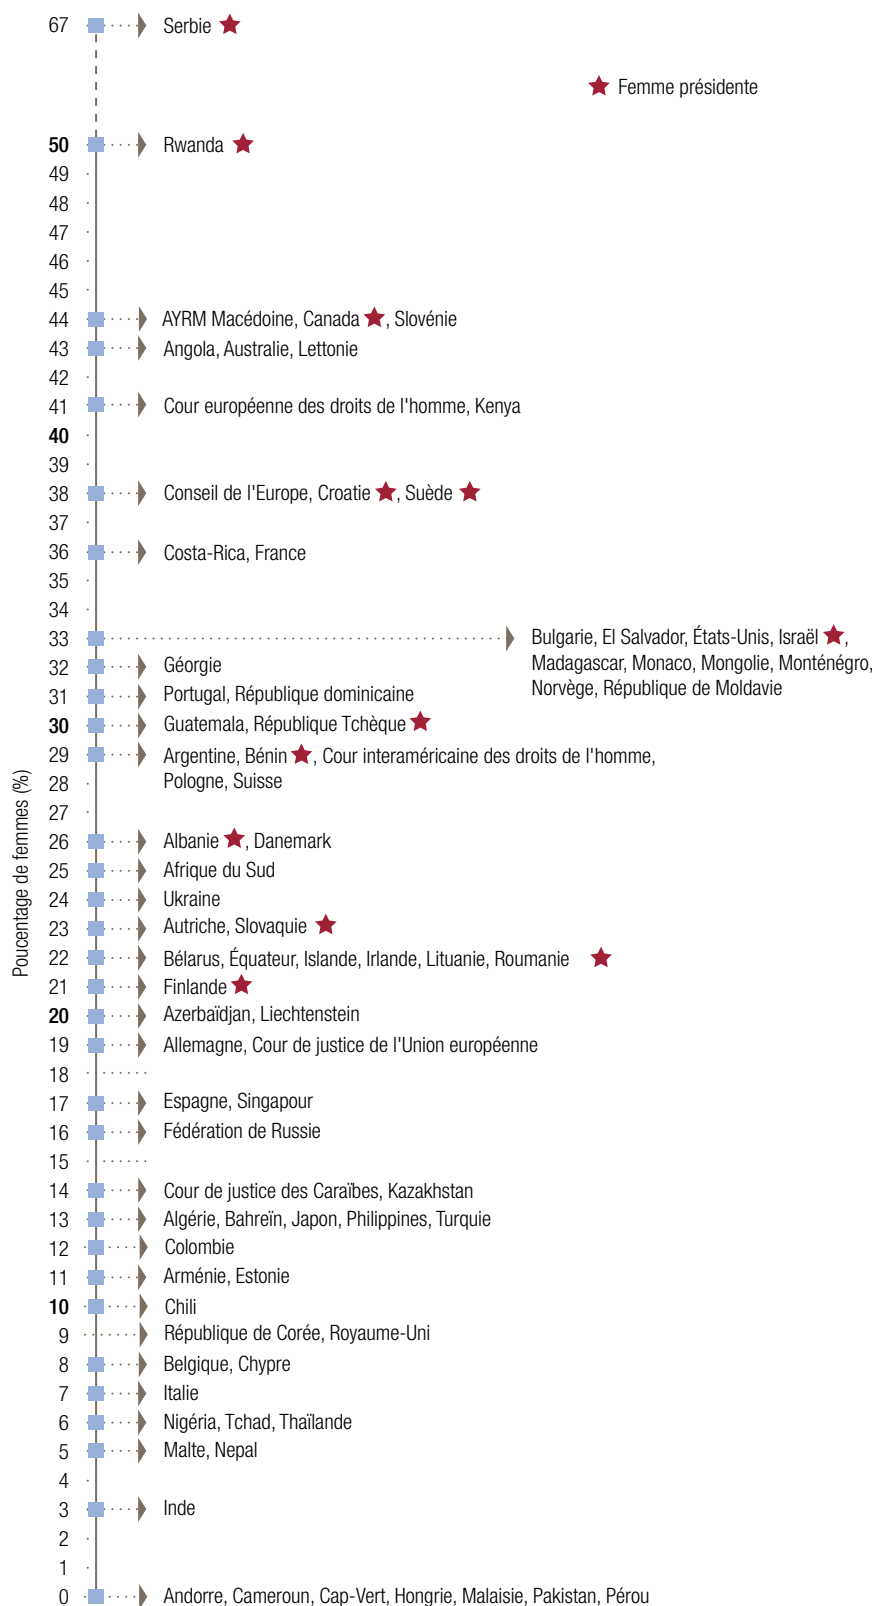 67 Serbie
Femme présidente
50 Rwanda
49
48
47
46
45
44 AYRM Macédoine, Canada , Slovénie
43 Angola, Australie, Lettonie
42
41 Cour européenne des droits de l'homme, Kenya
40
39
38 Conseil de l'Europe, Croatie , Suède
37
36 Costa-Rica, France
35
34
33 Bulgarie, El Salvador, États-Unis, Israël ,
Madagascar, Monaco, Mongolie, Monténégro,
Norvège, République de Moldavie
32 Géorgie
31 Portugal, République dominicaine
30 Guatemala, République Tchèque
29 Argentine, Bénin , Cour interaméricaine des droits de l'homme,
Pologne, Suisse
28
27
26 Albanie , Danemark
25 Afrique du Sud
24 Ukraine
23 Autriche, Slovaquie
22 Bélarus, Équateur, Islande, Irlande, Lituanie, Roumanie
21 Finlande
20 Azerbaïdjan, Liechtenstein
19 Allemagne, Cour de justice de l'Union européenne
18
17 Espagne, Singapour
16 Fédération de Russie
15
14 Cour de justice des Caraïbes, Kazakhstan
13 Algérie, Bahreïn, Japon, Philippines, Turquie
12 Colombie
11 Arménie, Estonie
10 Chili
9 République de Corée, Royaume-Uni
8 Belgique, Chypre
7 Italie
6 Nigéria, Tchad, Thaïlande
5 Malte, Nepal
4
3 Inde
2
1
0 Andorre, Cameroun, Cap-Vert, Hongrie, Malaisie, Pakistan, Pérou
Poucentage de femmes (%)